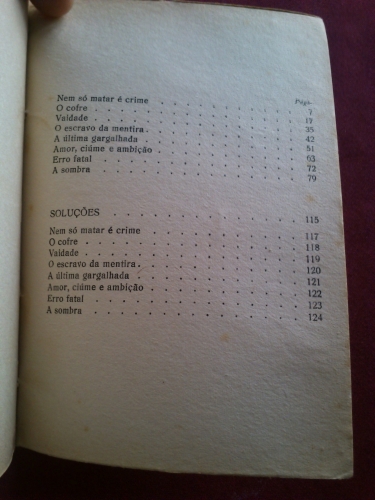 Págs.
Nem só matar é crime . . . . . . . . . . 7
O cofre . . . . . . . . . . 17
Vaidade . . . . . . . . . . 35
O escravo da mentira . . . . . . . . . . 42
A última gargalhada . . . . . . . . . . 51
Amor, ciúme e ambição . . . . . . . . . . 63
Erro fatal . . . . . . . . . . 72
A sombra . . . . . . . . . . 79
SOLUÇÕES . . . . . . . . . . 115
Nem só matar é crime . . . . . . . . . . 117
O cofre . . . . . . . . . . 118
Vaidade . . . . . . . . . . 119
O escravo da mentira . . . . . . . . . . 120
A última gargalhada . . . . . . . . . . 121
Amor, ciúme e ambição . . . . . . . . . . 122
Erro fatal . . . . . . . . . . 123
A sombra . . . . . . . . . . 124